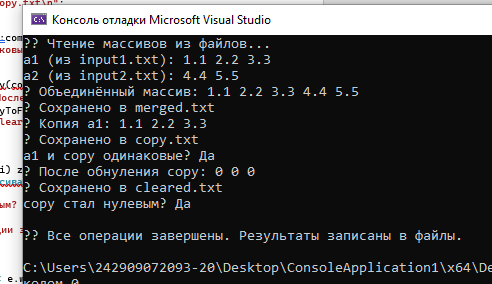 opy.txt\n";
Консоль отладки Microsoft Visual Studio
?? Чтение массивов из файлов...
a1 (из input1.txt): 1.1 2.2 3.3
a2 (из input2.txt): 4.4 5.5
? Объединённый массив: 1.1 2.2 3.3 4.4 5.5
? Сохранено в merged.txt
? Копия a1: 1.1 2.2 3.3
? Сохранено в copy.txt
a1 и copy одинаковые? Да
? После обнуления copy: 0 0 0
? Сохранено в cleared.txt
copy стал нулевым? Да
?? Все операции завершены. Результаты записаны в файлы.
C:\Users\242909072093-20\Desktop\ConsoleApplication1\x64\De